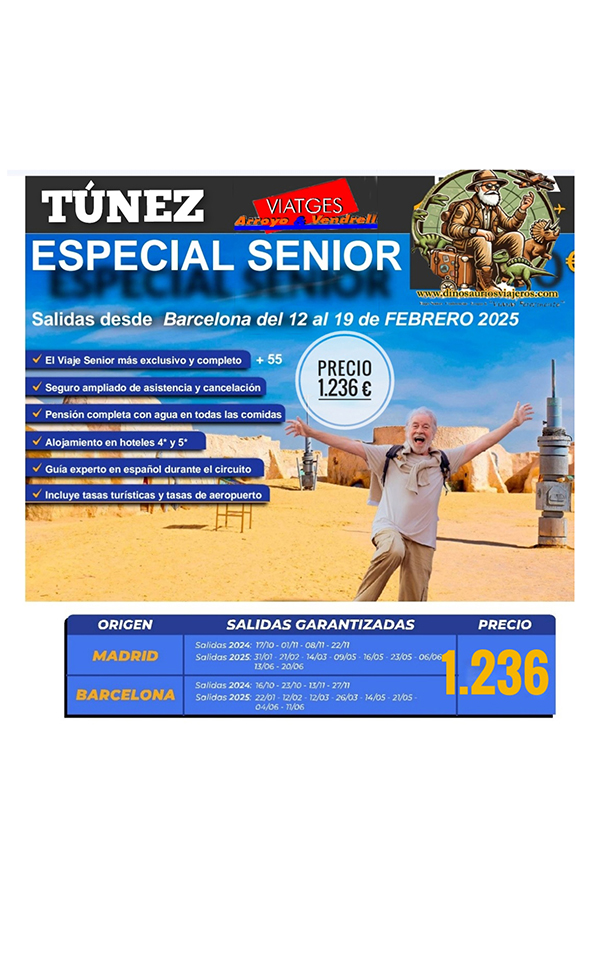 TÚNEZ
VIATGES
Arroyo A Vendrell
ESPECIAL SENIOR
www.dinosauriosviajeros.com
€
Salidas desde Barcelona del 12 al 19 de FEBRERO 2025
El Viaje Senior más exclusivo y completo + 55
Seguro ampliado de asistencia y cancelación
Pensión completa con agua en todas las comidas
Alojamiento en hoteles 4* y 5*
Guía experto en español durante el circuito
Incluye tasas turísticas y tasas de aeropuerto
PRECIO
1.236 €
ORIGEN SALIDAS GARANTIZADAS PRECIO
MADRID
Salidas 2024: 17/10 - 01/11 - 08/11 - 22/11
Salidas 2025: 31/01 - 21/02 - 14/03 - 09/05 - 16/05 - 23/05 - 06/06
13/06 - 20/06
1.236
BARCELONA
Salidas 2024: 16/10 - 23/10 - 13/11 - 27/11
Salidas 2025: 22/01 - 12/02 - 12/03 - 26/03 - 14/05 - 21/05 -
04/06 - 11/06